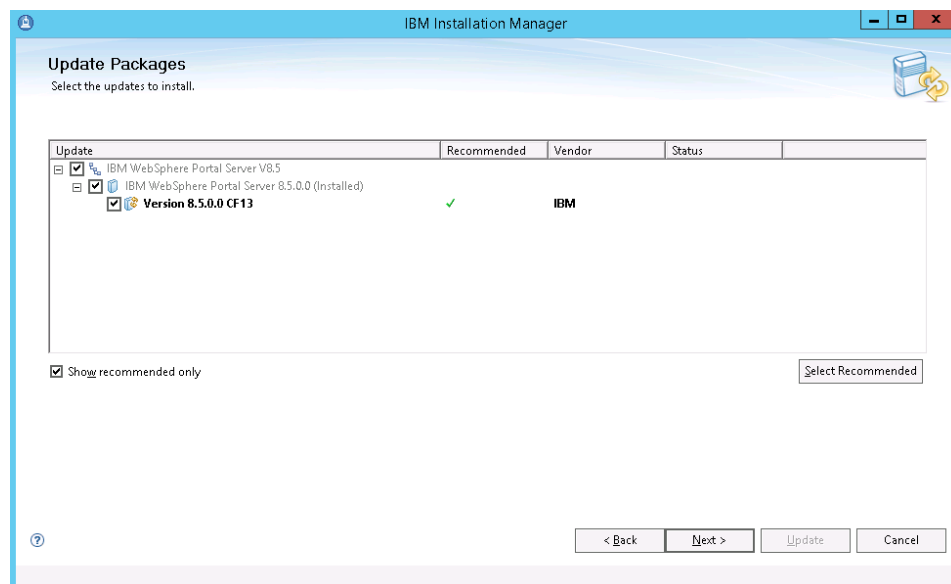 IBM Installation Manager
Update Packages
Select the updates to install.
Update Recommended Vendor Status
IBM WebSphere Portal Server V8.5
IBM WebSphere Portal Server 8.5.0.0 (Installed)
Version 8.5.0.0 CF13 IBM
Show recommended only Select Recommended
< Back Next > Update Cancel